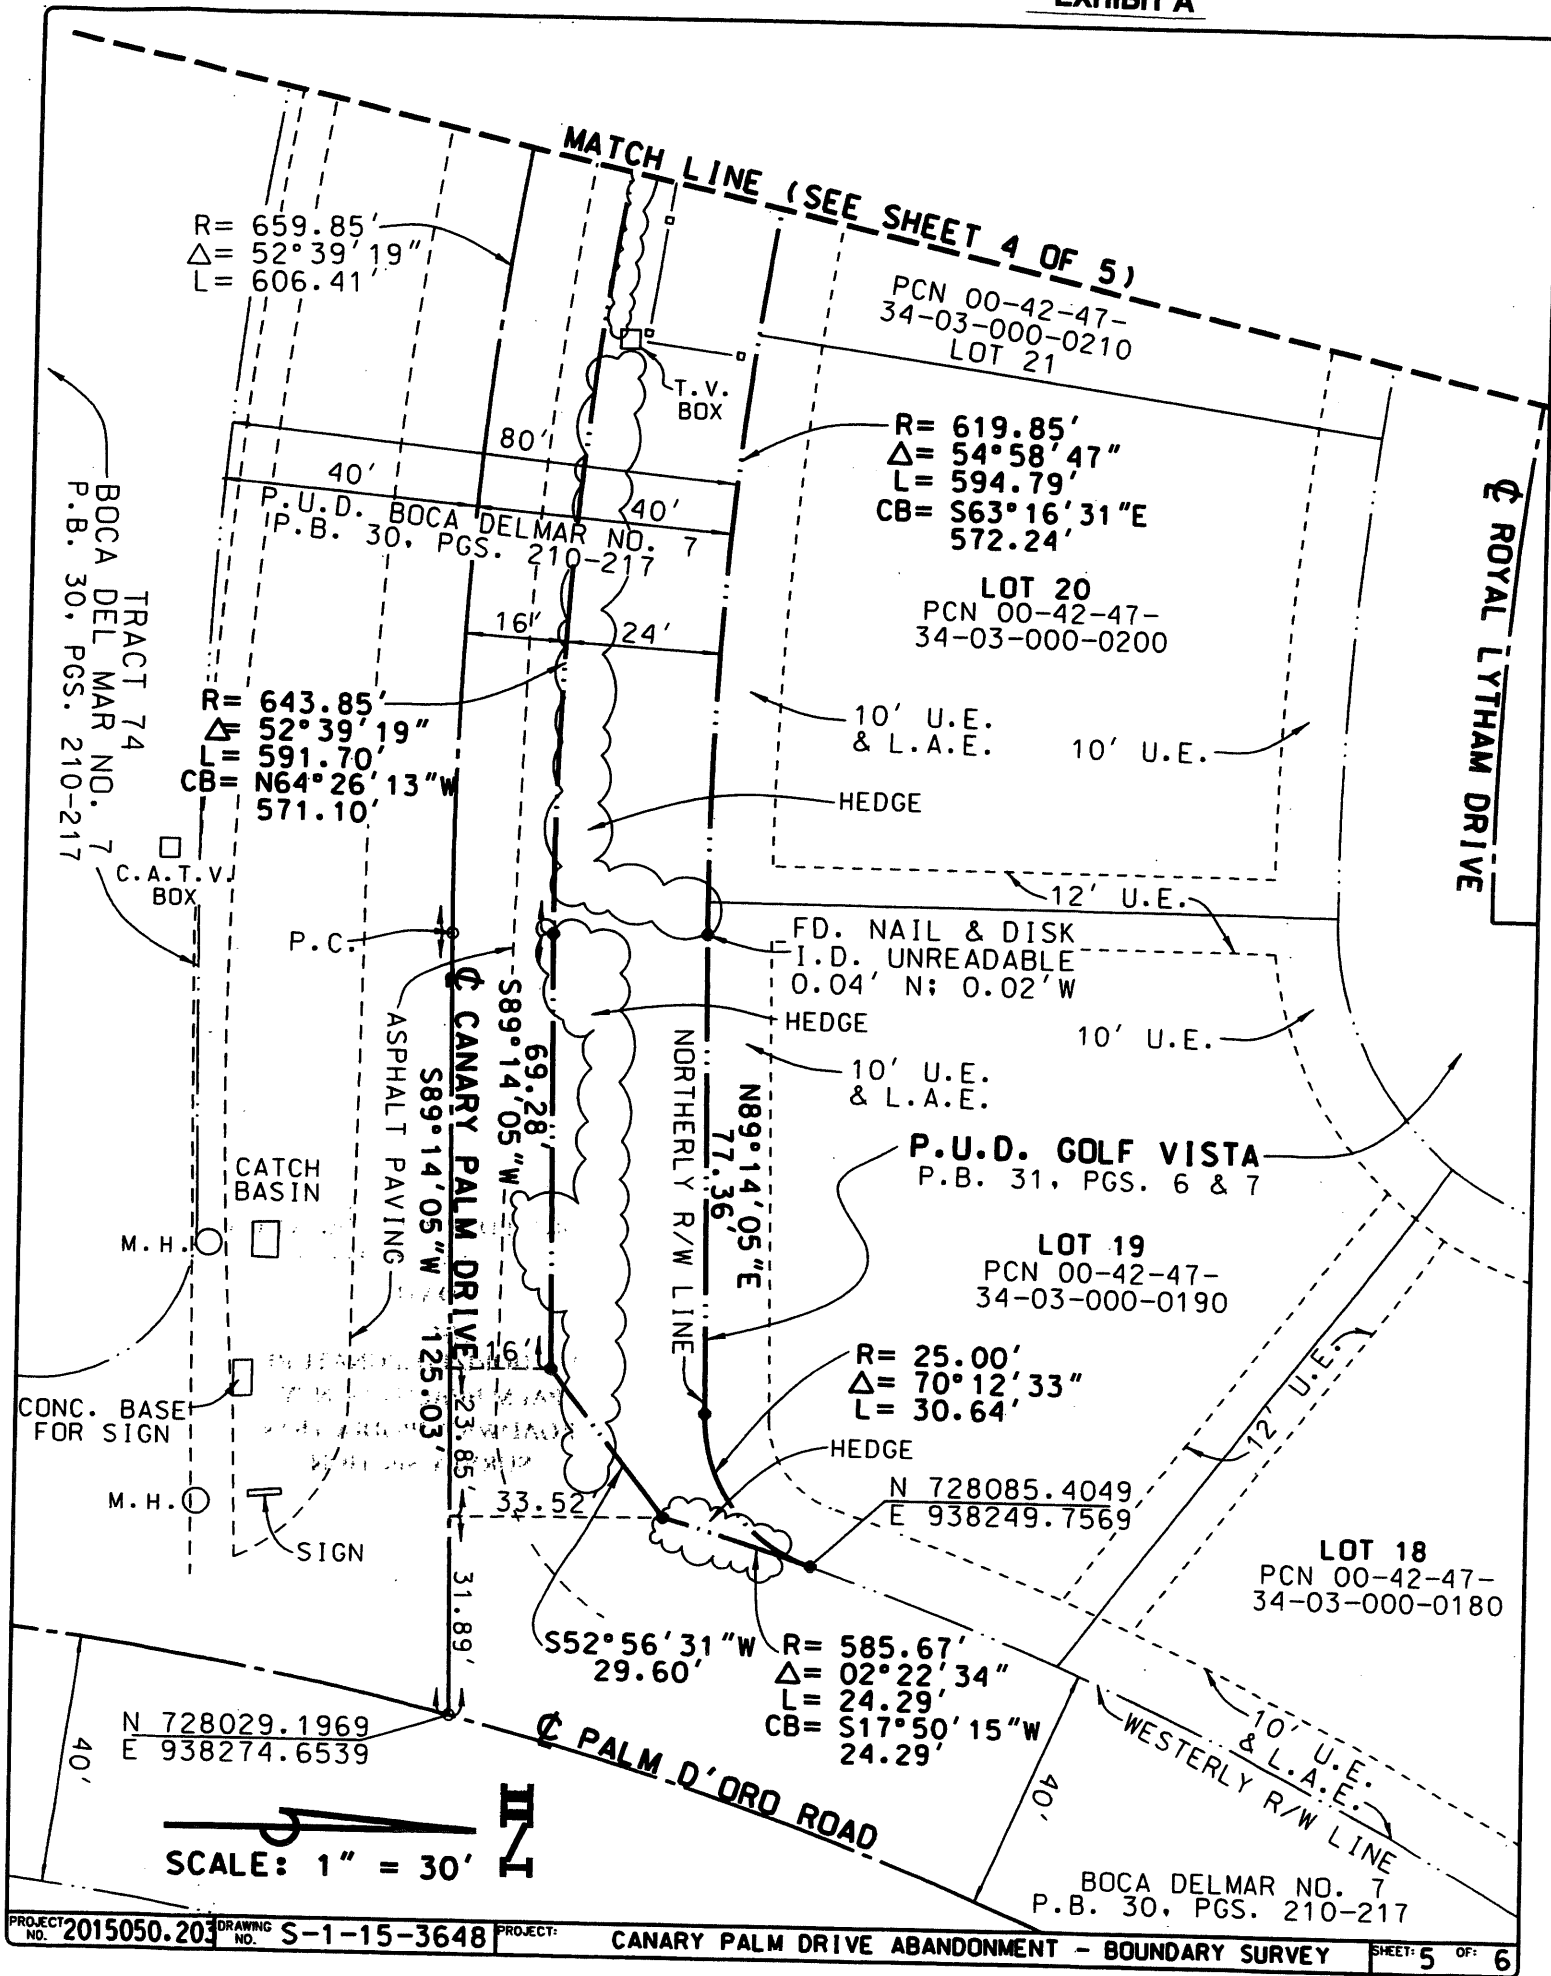 EXHIBIT A
MATCH LINE (SEE SHEET 4 OF 5)
R= 659.85'
Δ= 52°39'19"
L= 606.41'
PCN 00-42-47-
34-03-000-0210
LOT 21
T.V.
BOX
R= 619.85'
Δ= 54°58'47"
L= 594.79'
CB= S63°16'31"E
572.24'
80'
40'
40'
P.U.D. BOCA DELMAR NO. 7
P.B. 30, PGS. 210-217
TRACT 74
BOCA DEL MAR NO. 7
P.B. 30, PGS. 210-217
℄ ROYAL LYTHAM DRIVE
LOT 20
PCN 00-42-47-
34-03-000-0200
16'
24'
R= 643.85'
Δ= 52°39'19"
L= 591.70'
CB= N64°26'13"W
571.10'
10' U.E.
& L.A.E.
10' U.E.
HEDGE
C.A.T.V.
BOX
12' U.E.
P.C.
FD. NAIL & DISK
I.D. UNREADABLE
0.04' N; 0.02'W
HEDGE
10' U.E.
10' U.E.
& L.A.E.
ASPHALT PAVING
℄ CANARY PALM DRIVE
S89°14'05"W 125.03'
S89°14'05"W
69.28'
NORTHERLY R/W LINE
N89°14'05"E
77.36'
P.U.D. GOLF VISTA
P.B. 31, PGS. 6 & 7
CATCH
BASIN
M.H.
LOT 19
PCN 00-42-47-
34-03-000-0190
16'
R= 25.00'
Δ= 70°12'33"
L= 30.64'
12' U.E.
CONC. BASE
FOR SIGN
23.85'
HEDGE
M.H.
33.52'
N 728085.4049
E 938249.7569
SIGN
LOT 18
PCN 00-42-47-
34-03-000-0180
31.89'
S52°56'31"W
29.60'
R= 585.67'
Δ= 02°22'34"
L= 24.29'
CB= S17°50'15"W
24.29'
N 728029.1969
E 938274.6539
40'
℄ PALM D'ORO ROAD
40'
10' U.E.
& L.A.E.
WESTERLY R/W LINE
SCALE: 1" = 30'
BOCA DELMAR NO. 7
P.B. 30, PGS. 210-217
PROJECT NO. 2015050.203 DRAWING NO. S-1-15-3648 PROJECT: CANARY PALM DRIVE ABANDONMENT - BOUNDARY SURVEY SHEET: 5 OF: 6